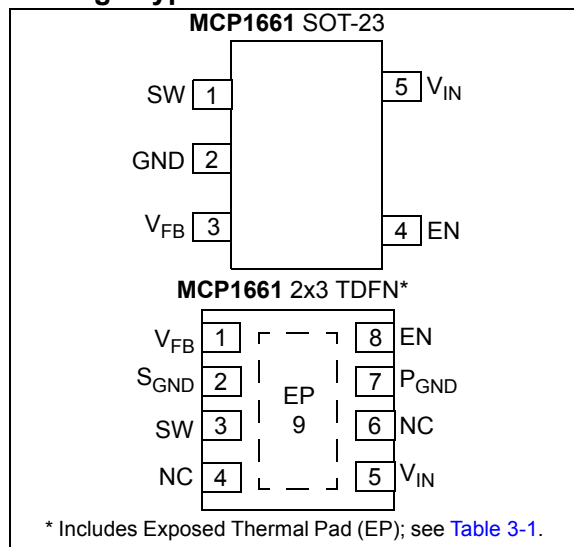 MCP1661 SOT-23
SW 1 5 VIN
GND 2
VFB 3 4 EN
MCP1661 2x3 TDFN*
VFB 1 8 EN
SGND 2 EP 7 PGND
SW 3 9 6 NC
NC 4 5 VIN
* Includes Exposed Thermal Pad (EP); see Table 3-1.